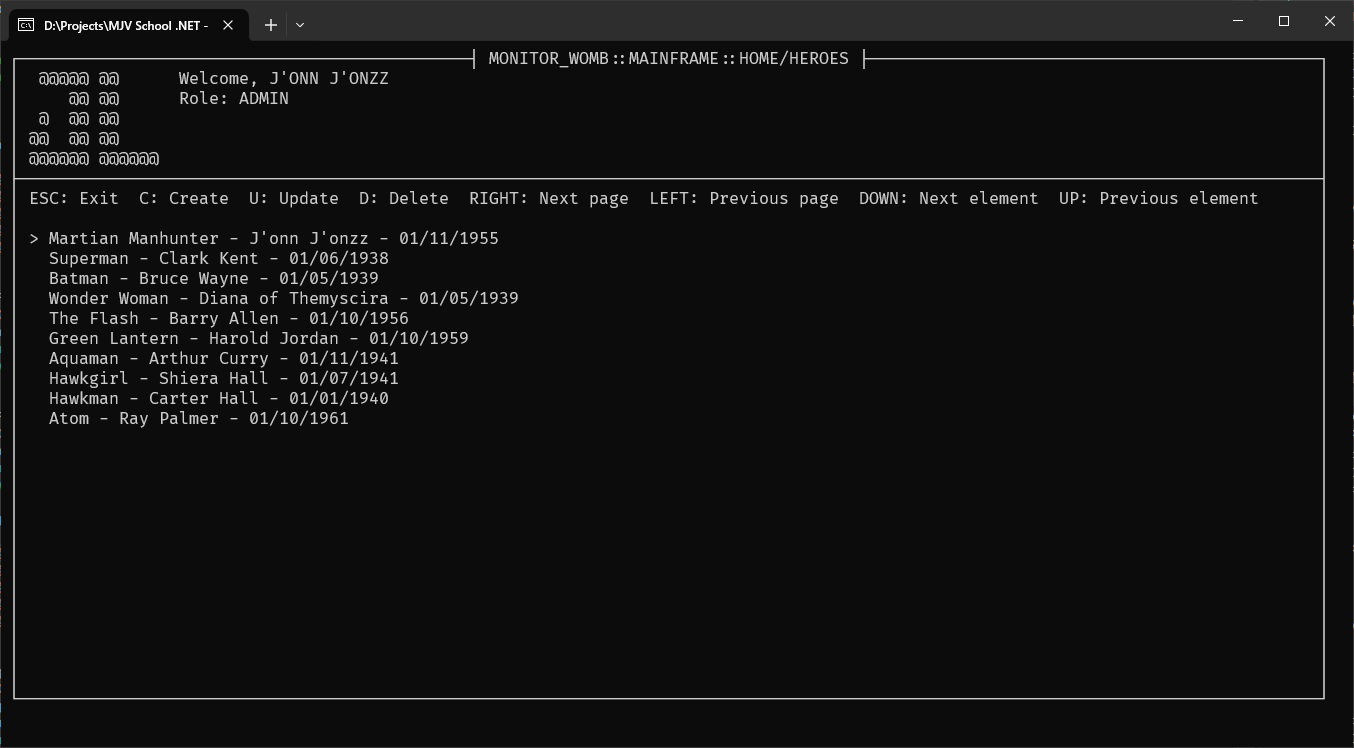 D:\Projects\MJV School .NET -
MONITOR_WOMB::MAINFRAME::HOME/HEROES
@@@@@ @@ Welcome, J'ONN J'ONZZ
@@ @@ Role: ADMIN
@ @@ @@
@@ @@ @@
@@@@@@ @@@@@@
ESC: Exit C: Create U: Update D: Delete RIGHT: Next page LEFT: Previous page DOWN: Next element UP: Previous element
> Martian Manhunter - J'onn J'onzz - 01/11/1955
Superman - Clark Kent - 01/06/1938
Batman - Bruce Wayne - 01/05/1939
Wonder Woman - Diana of Themyscira - 01/05/1939
The Flash - Barry Allen - 01/10/1956
Green Lantern - Harold Jordan - 01/10/1959
Aquaman - Arthur Curry - 01/11/1941
Hawkgirl - Shiera Hall - 01/07/1941
Hawkman - Carter Hall - 01/01/1940
Atom - Ray Palmer - 01/10/1961